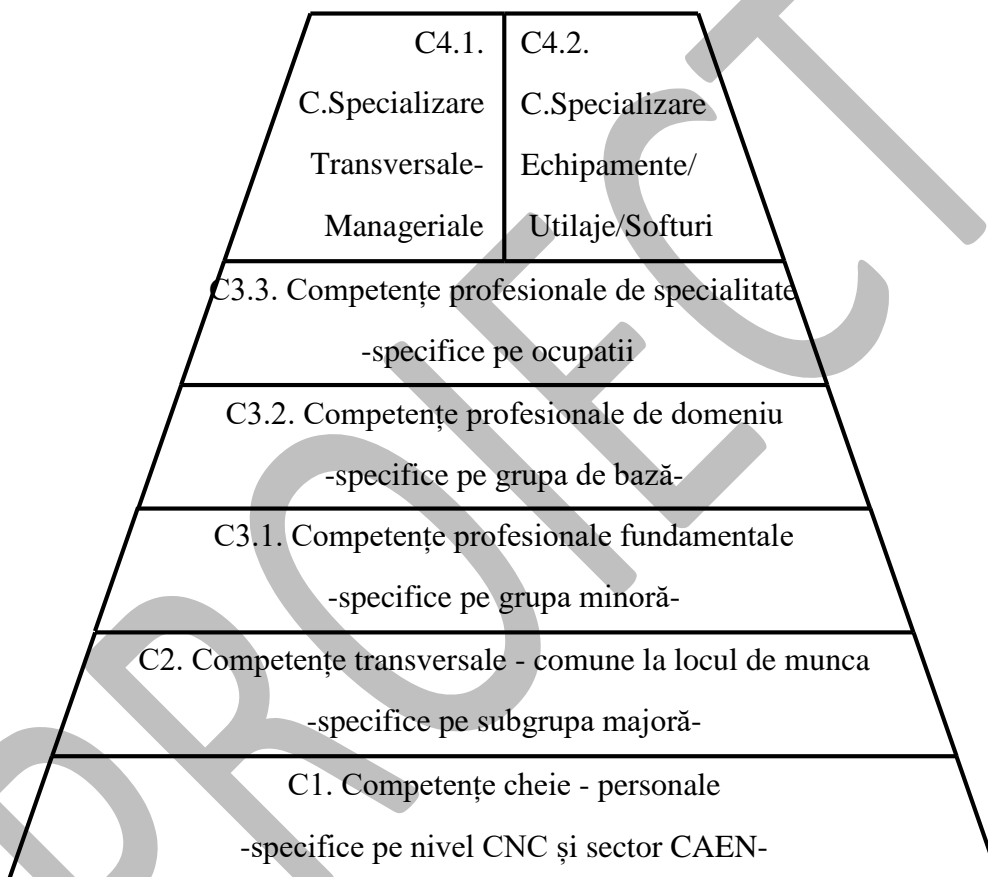 C4.1.
C.Specializare
Transversale-
Manageriale
C4.2.
C.Specializare
Echipamente/
Utilaje/Softuri
C3.3. Competențe profesionale de specialitate
-specifice pe ocupatii
C3.2. Competențe profesionale de domeniu
-specifice pe grupa de bază-
C3.1. Competențe profesionale fundamentale
-specifice pe grupa minoră-
C2. Competențe transversale - comune la locul de munca
-specifice pe subgrupa majoră-
C1. Competențe cheie - personale
-specifice pe nivel CNC și sector CAEN-
PROIECT